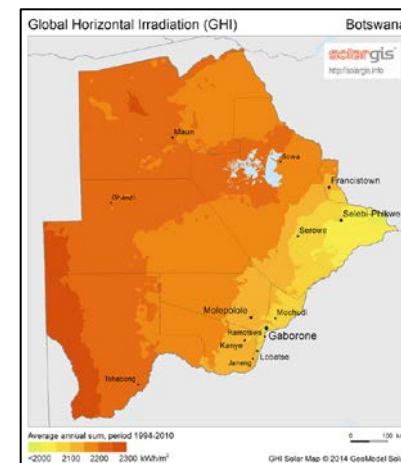 Global Horizontal Irradiation (GHI) Botswana
solargis
http://solargis.info
Maun
Sowa
Ghanzi
Francistown
Selebi-Phikwe
Serowe
Molepolole
Mochudi
Ramotswa
Gaborone
Kanye
Lobatse
Jwaneng
Tshabong
Average annual sum, period 1994-2010
<2000 2100 2200 2300 kWh/m²
0 100 km
GHI Solar Map © 2014 GeoModel Solar